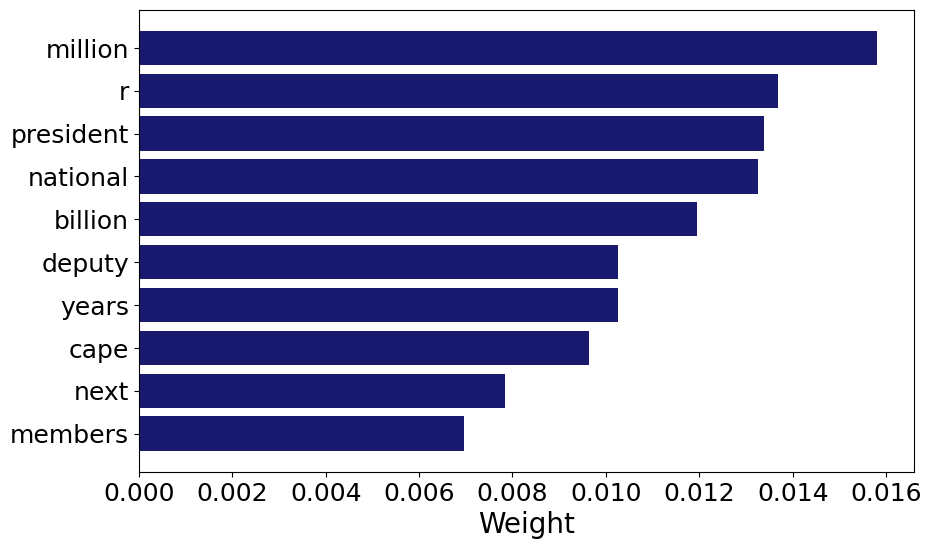 million
r
president
national
billion
deputy
years
cape
next
members
0.000 0.002 0.004 0.006 0.008 0.010 0.012 0.014 0.016
Weight